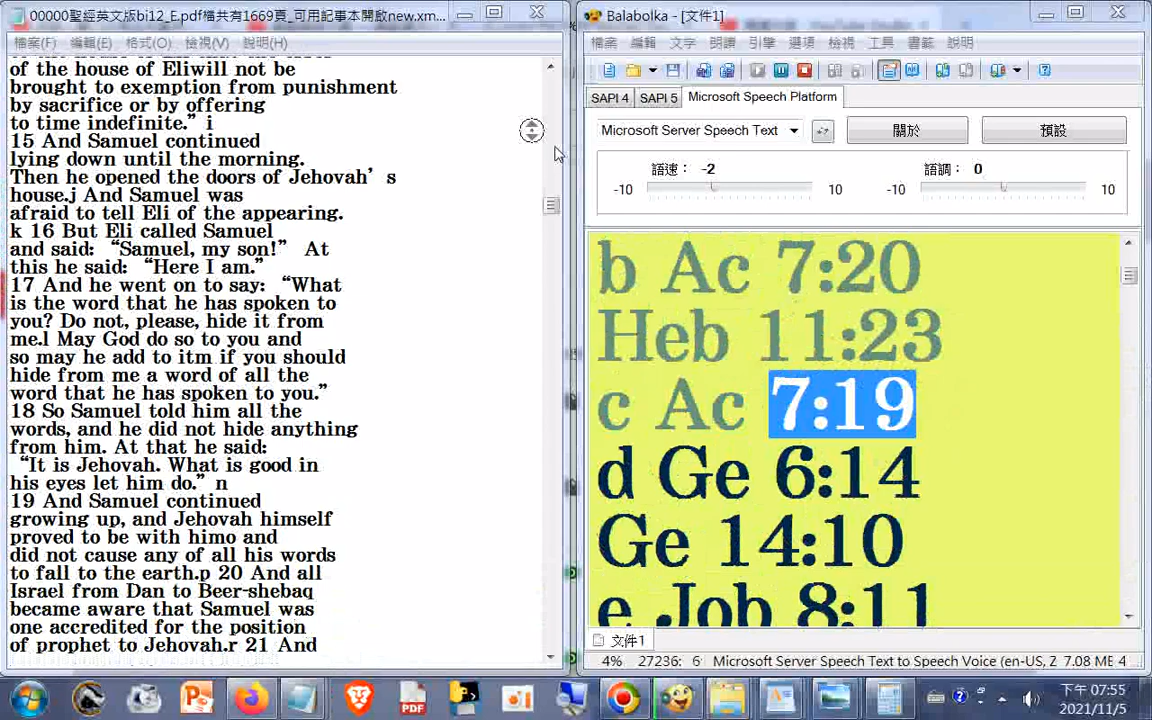 00000聖經英文版bi12_E.pdf檔共有1669頁_可用記事本開啟new.xm...
檔案(F) 編輯(E) 格式(O) 檢視(V) 說明(H)
of the house of Eliwill not be
brought to exemption from punishment
by sacrifice or by offering
to time indefinite.” i
15 And Samuel continued
lying down until the morning.
Then he opened the doors of Jehovah’s
house.j And Samuel was
afraid to tell Eli of the appearing.
k 16 But Eli called Samuel
and said: “Samuel, my son!” At
this he said: “Here I am.”
17 And he went on to say: “What
is the word that he has spoken to
you? Do not, please, hide it from
me.l May God do so to you and
so may he add to itm if you should
hide from me a word of all the
word that he has spoken to you.”
18 So Samuel told him all the
words, and he did not hide anything
from him. At that he said:
“It is Jehovah. What is good in
his eyes let him do.” n
19 And Samuel continued
growing up, and Jehovah himself
proved to be with himo and
did not cause any of all his words
to fall to the earth.p 20 And all
Israel from Dan to Beer-shebaq
became aware that Samuel was
one accredited for the position
of prophet to Jehovah.r 21 And
Balabolka - [文件1]
檔案 編輯 文字 朗讀 引擎 選項 檢視 工具 書籤 說明
SAPI 4 SAPI 5 Microsoft Speech Platform
Microsoft Server Speech Text 關於 預設
語速: -2 語調: 0
-10 10 -10 10
b Ac 7:20
Heb 11:23
c Ac 7:19
d Ge 6:14
Ge 14:10
e Job 8:11
文件1
4% 27236: 6 Microsoft Server Speech Text to Speech Voice (en-US, Z 7.08 ME 4
PDF
下午 07:55
2021/11/5